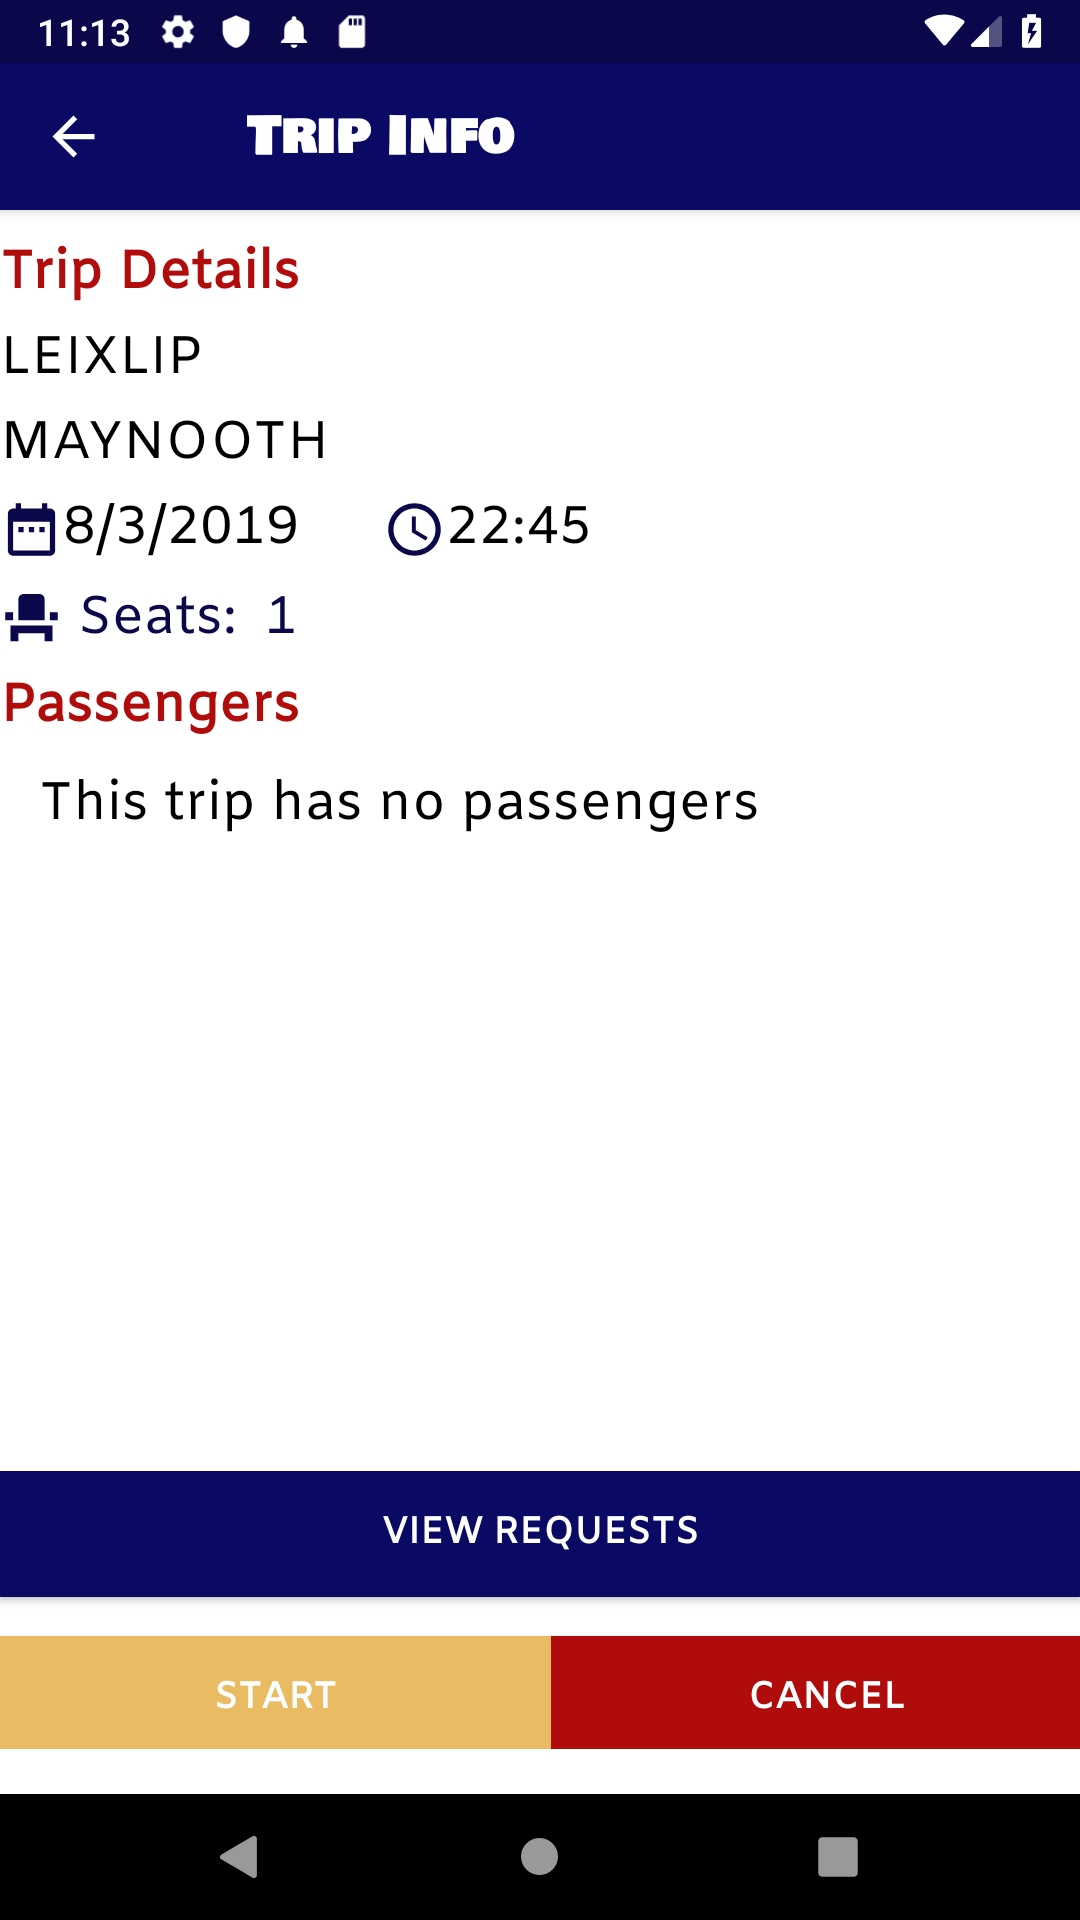 11:13
Trip Info
Trip Details
LEIXLIP
MAYNOOTH
8/3/2019 22:45
Seats: 1
Passengers
This trip has no passengers
VIEW REQUESTS
START CANCEL